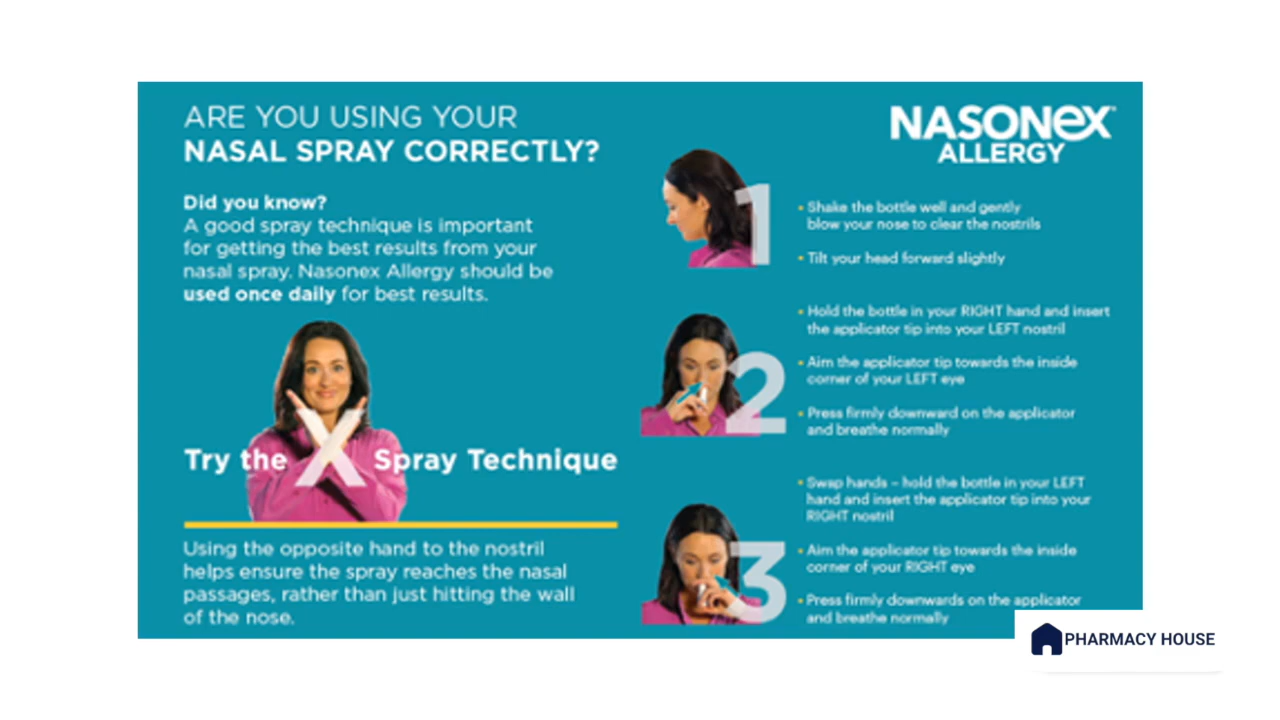 ARE YOU USING YOUR
NASAL SPRAY CORRECTLY?
Did you know?
A good spray technique is important
for getting the best results from your
nasal spray. Nasonex Allergy should be
used once daily for best results.
Try the X Spray Technique
Using the opposite hand to the nostril
helps ensure the spray reaches the nasal
passages, rather than just hitting the wall
of the nose.
NASONEX
ALLERGY
1
• Shake the bottle well and gently
blow your nose to clear the nostrils
• Tilt your head forward slightly
2
• Hold the bottle in your RIGHT hand and insert
the applicator tip into your LEFT nostril
• Aim the applicator tip towards the inside
corner of your LEFT eye
• Press firmly downward on the applicator
and breathe normally
3
• Swap hands – hold the bottle in your LEFT
hand and insert the applicator tip into your
RIGHT nostril
• Aim the applicator tip towards the inside
corner of your RIGHT eye
• Press firmly downwards on the applicator
and breathe normally
PHARMACY HOUSE